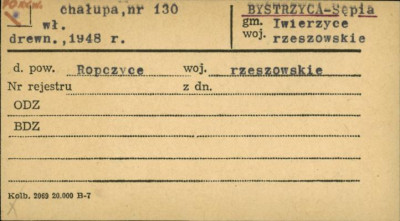 chałupa, nr 130
wł.
drewn., 1948 r.
BYSTRZYCA-Sępia
gm. Iwierzyce
woj. rzeszowskie
d. pow. Ropczyce woj. rzeszowskie
Nr rejestru z dn.
ODZ
BDZ
Kolb. 2969 20.000 B-7